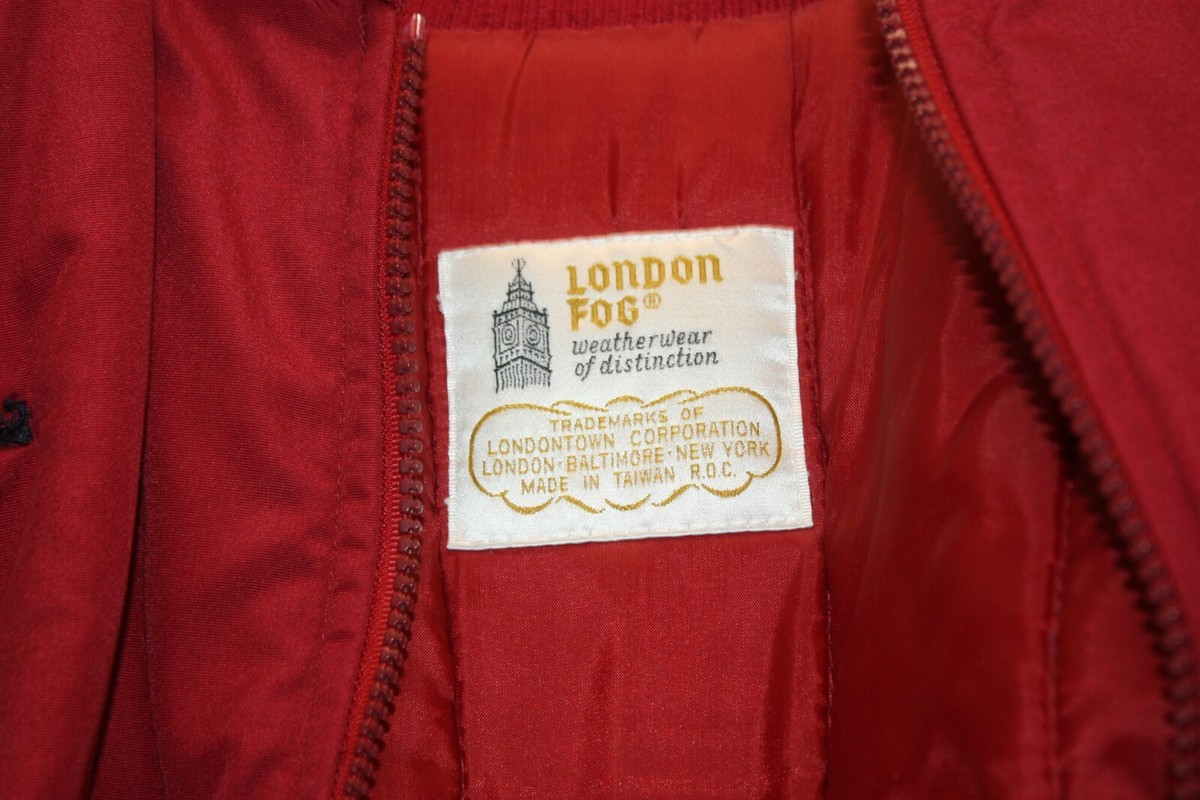 LONDON
FOG®
weatherwear
of distinction
TRADEMARKS OF
LONDONTOWN CORPORATION
LONDON·BALTIMORE·NEW YORK
MADE IN TAIWAN R.O.C.